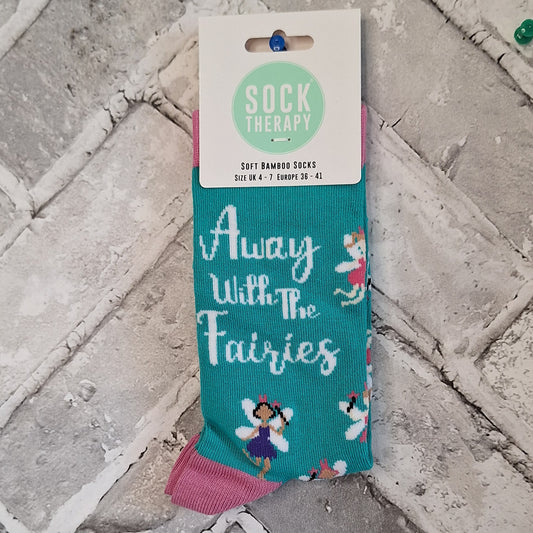 SOCK
THERAPY
SOFT BAMBOO SOCKS
SIZE UK 4 - 7 EUROPE 36 - 41
Away
With The
Fairies